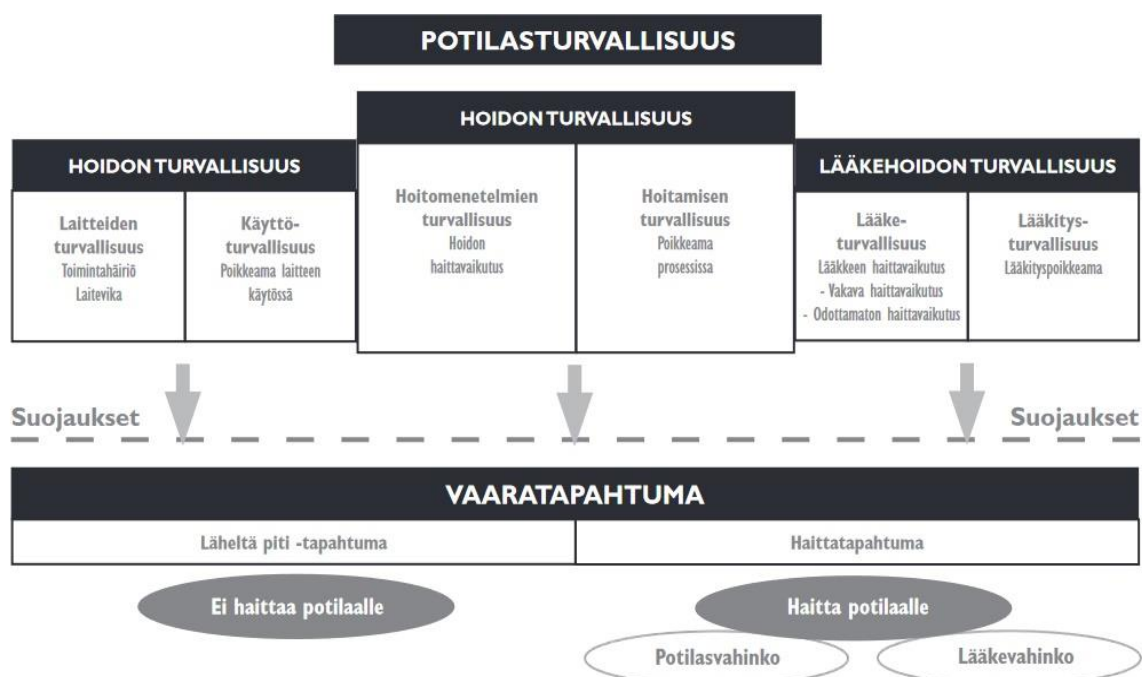 POTILASTURVALLISUUS
HOIDON TURVALLISUUS
HOIDON TURVALLISUUS
LÄÄKEHOIDON TURVALLISUUS
Laitteiden
turvallisuus
Toimintahäiriö
Laitevika
Käyttö-
turvallisuus
Poikkeama laitteen
käytössä
Hoitomenetelmien
turvallisuus
Hoidon
haittavaikutus
Hoitamisen
turvallisuus
Poikkeama
prosessissa
Lääke-
turvallisuus
Lääkkeen haittavaikutus
- Vakava haittavaikutus
- Odottamaton haittavaikutus
Lääkitys-
turvallisuus
Lääkityspoikkeama
Suojaukset
Suojaukset
VAARATAPAHTUMA
Läheltä piti -tapahtuma
Haittatapahtuma
Ei haittaa potilaalle
Haitta potilaalle
Potilasvahinko
Lääkevahinko